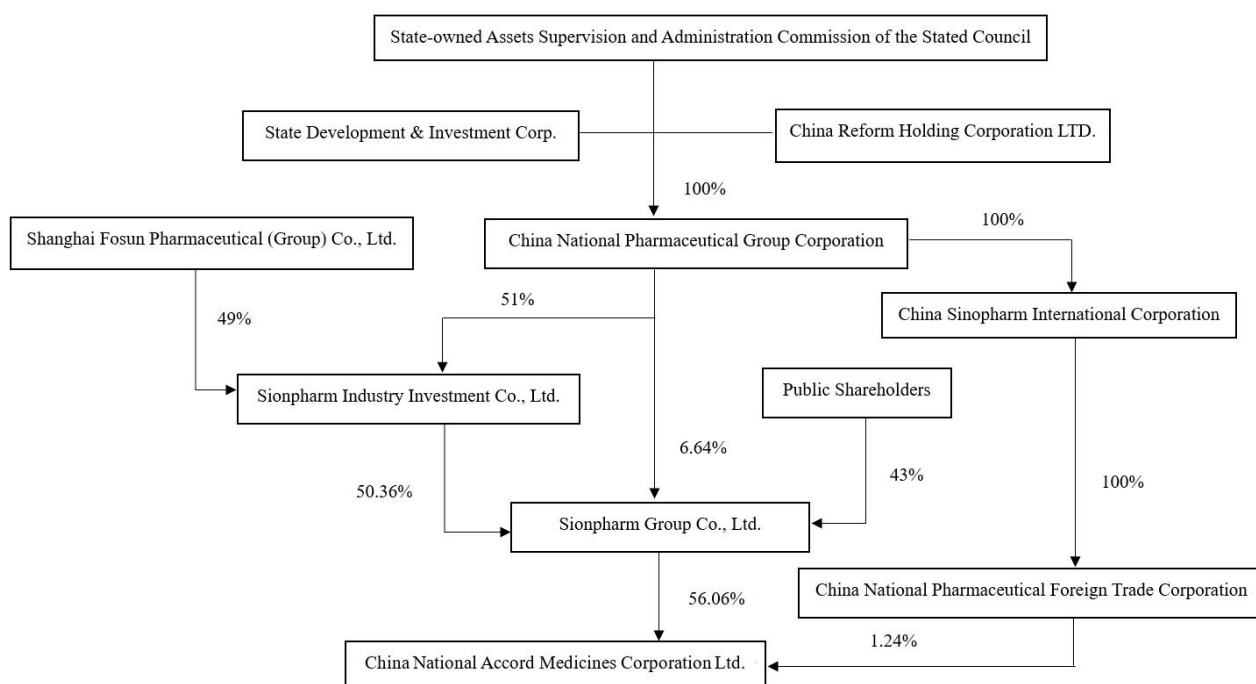 State-owned Assets Supervision and Administration Commission of the Stated Council
State Development & Investment Corp.
China Reform Holding Corporation LTD.
100%
Shanghai Fosun Pharmaceutical (Group) Co., Ltd.
China National Pharmaceutical Group Corporation
100%
49%
51%
China Sinopharm International Corporation
Sionpharm Industry Investment Co., Ltd.
Public Shareholders
50.36%
6.64%
43%
100%
Sionpharm Group Co., Ltd.
56.06%
China National Pharmaceutical Foreign Trade Corporation
1.24%
China National Accord Medicines Corporation Ltd.